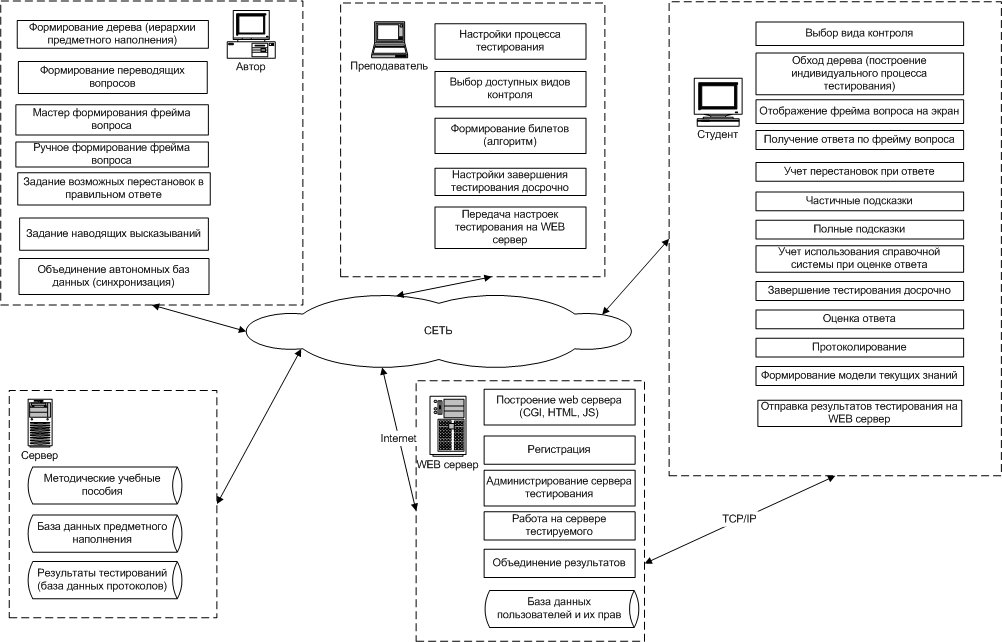 Автор
Формирование дерева (иерархии
предметного наполнения)
Формирование переводящих
вопросов
Мастер формирования фрейма
вопроса
Ручное формирование фрейма
вопроса
Задание возможных перестановок в
правильном ответе
Задание наводящих высказываний
Объединение автономных баз
данных (синхронизация)
Преподаватель
Настройки процесса
тестирования
Выбор доступных видов
контроля
Формирование билетов
(алгоритм)
Настройки завершения
тестирования досрочно
Передача настроек
тестирования на WEB
сервер
Студент
Выбор вида контроля
Обход дерева (построение
индивидуального процесса
тестирования)
Отображение фрейма вопроса на экран
Получение ответа по фрейму вопроса
Учет перестановок при ответе
Частичные подсказки
Полные подсказки
Учет использования справочной
системы при оценке ответа
Завершение тестирования досрочно
Оценка ответа
Протоколирование
Формирование модели текущих знаний
Отправка результатов тестирования на
WEB сервер
СЕТЬ
Сервер
Методические учебные
пособия
База данных предметного
наполнения
Результаты тестирований
(база данных протоколов)
Internet
WEB сервер
Построение web сервера
(CGI, HTML, JS)
Регистрация
Администрирование сервера
тестирования
Работа на сервере
тестируемого
Объединение результатов
База данных
пользователей и их прав
TCP/IP